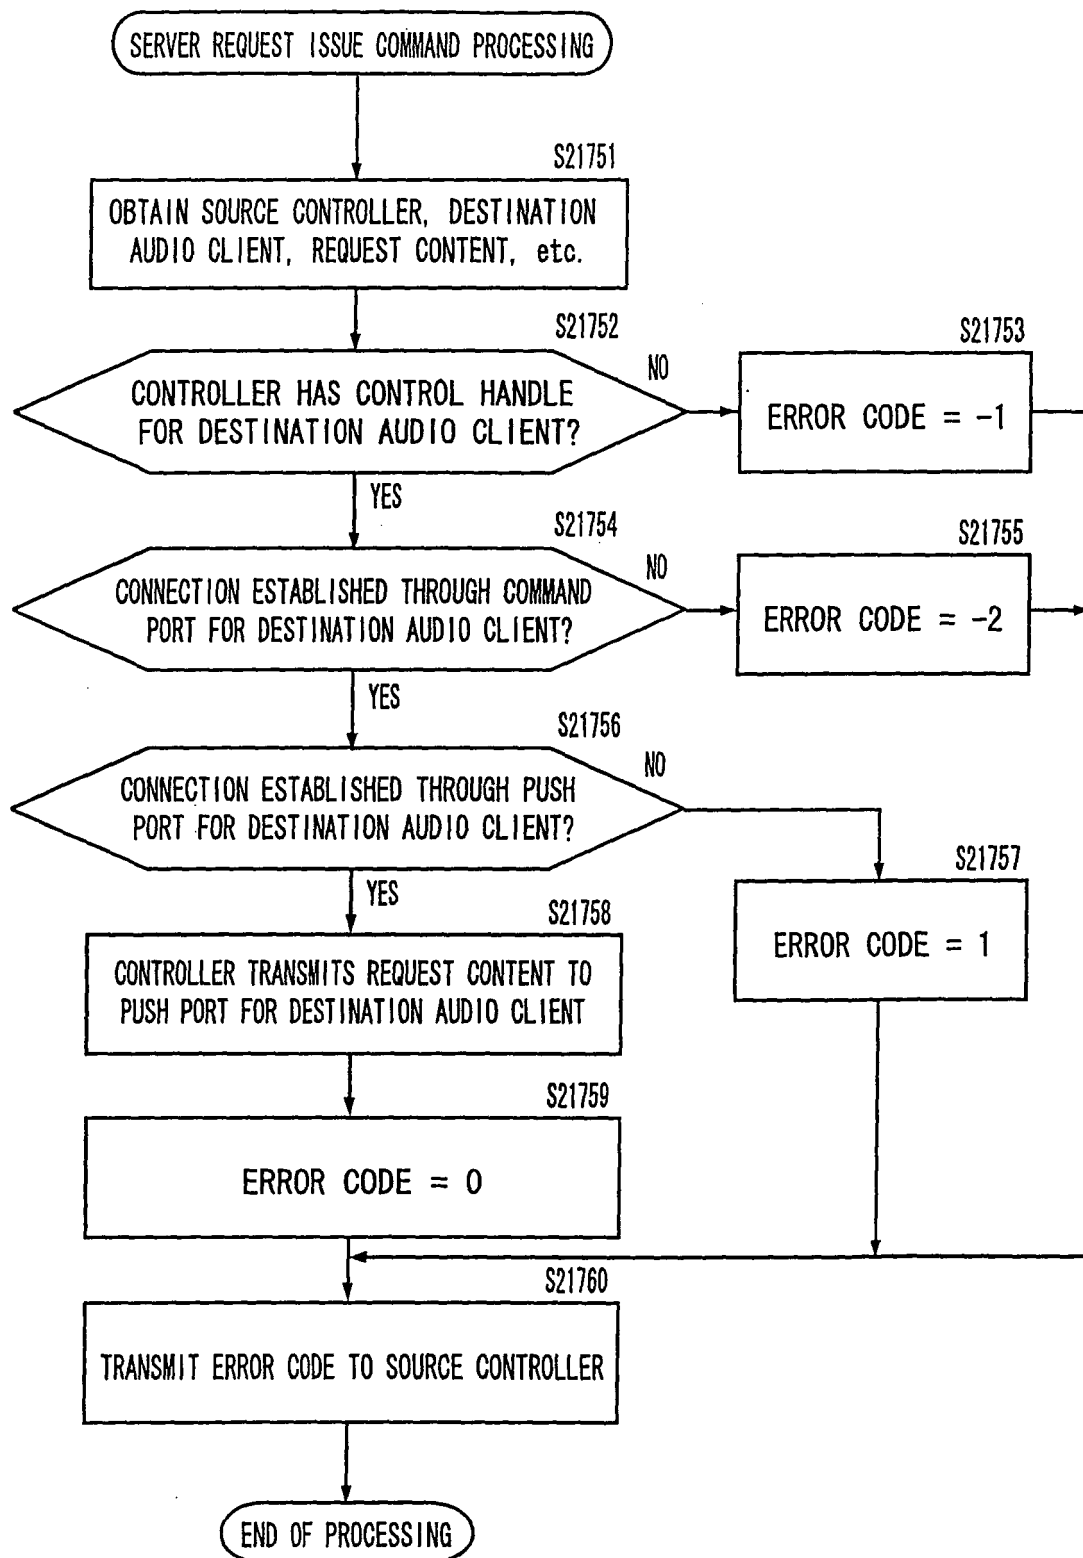 SERVER REQUEST ISSUE COMMAND PROCESSING
S21751
OBTAIN SOURCE CONTROLLER, DESTINATION
AUDIO CLIENT, REQUEST CONTENT, etc.
S21752
CONTROLLER HAS CONTROL HANDLE
FOR DESTINATION AUDIO CLIENT?
NO
S21753
ERROR CODE = -1
YES
S21754
CONNECTION ESTABLISHED THROUGH COMMAND
PORT FOR DESTINATION AUDIO CLIENT?
NO
S21755
ERROR CODE = -2
YES
S21756
CONNECTION ESTABLISHED THROUGH PUSH
PORT FOR DESTINATION AUDIO CLIENT?
NO
S21757
ERROR CODE = 1
YES
S21758
CONTROLLER TRANSMITS REQUEST CONTENT TO
PUSH PORT FOR DESTINATION AUDIO CLIENT
S21759
ERROR CODE = 0
S21760
TRANSMIT ERROR CODE TO SOURCE CONTROLLER
END OF PROCESSING